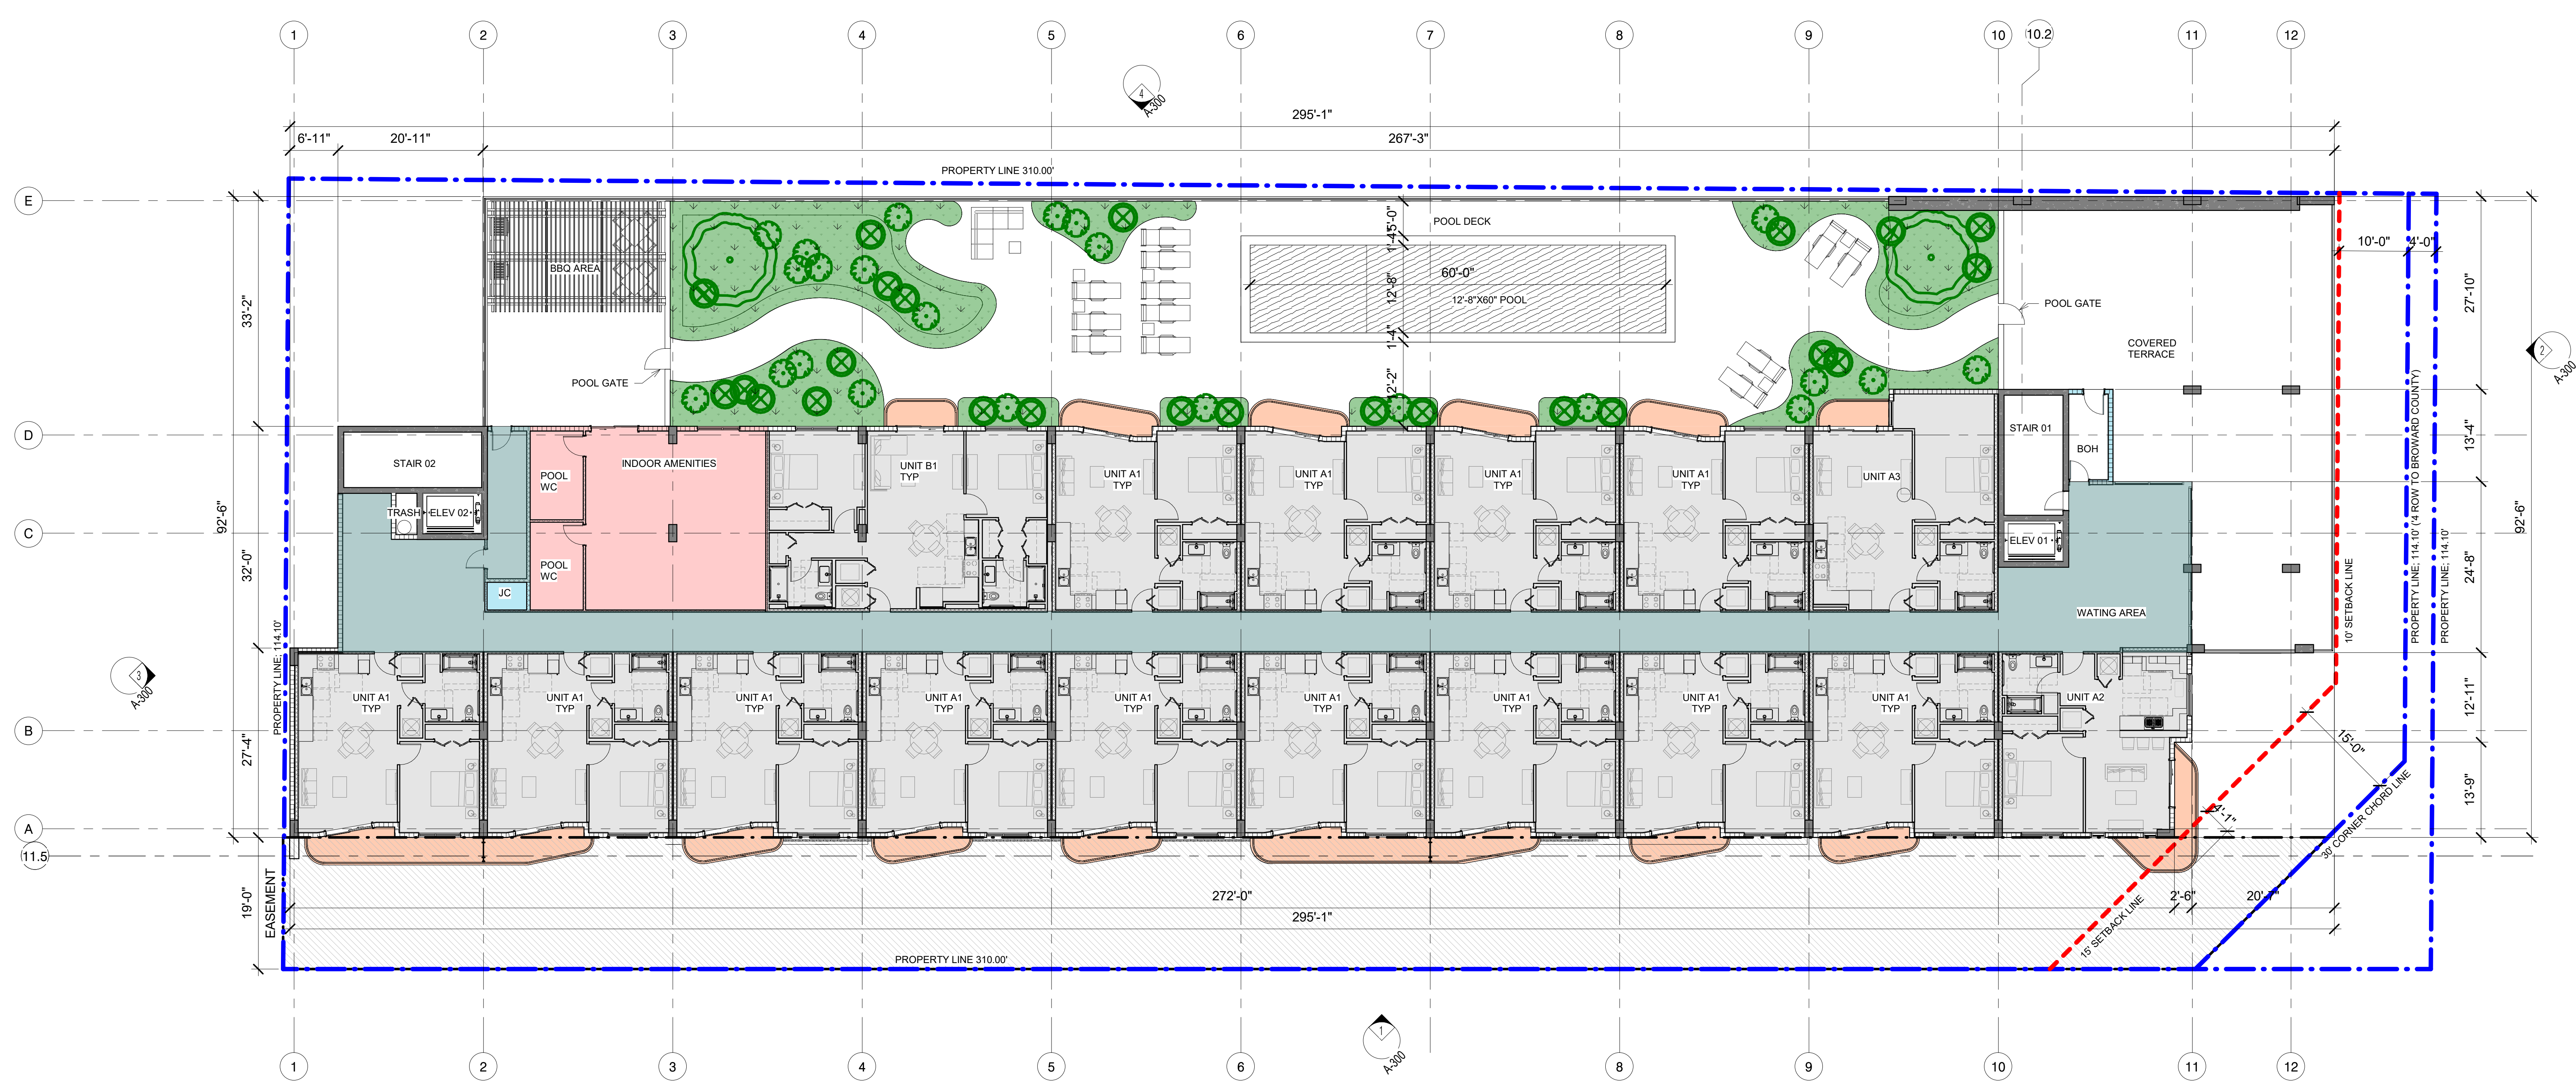 1 2 3 4 5 6 7 8 9 10 10.2 11 12
4
A-300
295'-1"
6'-11" 20'-11" 267'-3"
PROPERTY LINE 310.00'
E
D
C
B
A
11.5
33'-2"
92'-6"
32'-0"
27'-4"
19'-0"
EASEMENT
PROPERTY LINE; 114.10'
3
A-300
BBQ AREA
POOL GATE
5'-0"
1'-4"
POOL DECK
60'-0"
12'-8"
12'-8"X60" POOL
1'-4"
12'-2"
POOL GATE
COVERED
TERRACE
10'-0" 4'-0"
27'-10"
13'-4"
24'-8"
12'-11"
13'-9"
92'-6"
2
A-300
STAIR 02
TRASH
ELEV 02
JC
POOL
WC
POOL
WC
INDOOR AMENITIES
UNIT B1
TYP
UNIT A1
TYP
UNIT A1
TYP
UNIT A1
TYP
UNIT A1
TYP
UNIT A3
STAIR 01
BOH
ELEV 01
WATING AREA
10' SETBACK LINE
PROPERTY LINE; 114.10' ('4 ROW TO BROWARD COUNTY)
PROPERTY LINE; 114.10'
UNIT A1
TYP
UNIT A1
TYP
UNIT A1
TYP
UNIT A1
TYP
UNIT A1
TYP
UNIT A1
TYP
UNIT A1
TYP
UNIT A1
TYP
UNIT A1
TYP
UNIT A2
15'-0"
4'-1"
30' CORNER CHORD LINE
15' SETBACK LINE
272'-0" 2'-6" 20'-7"
295'-1"
PROPERTY LINE 310.00'
1
A-300
1 2 3 4 5 6 7 8 9 10 11 12